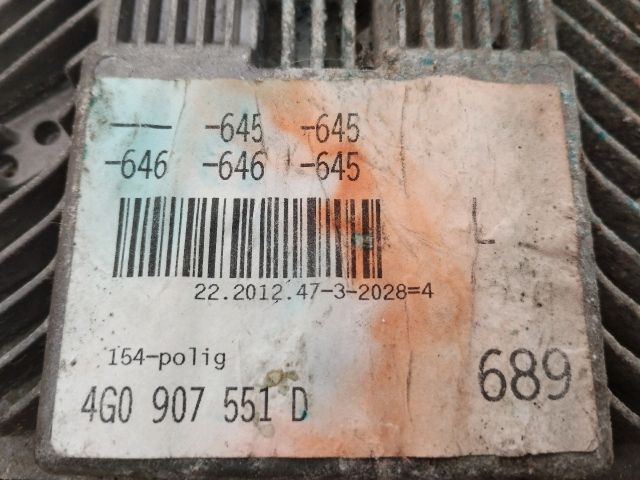 — -645 -645
-646 -646 -645
L
22.2012.47-3-2028=4
154-polig
689
4G0 907 551 D